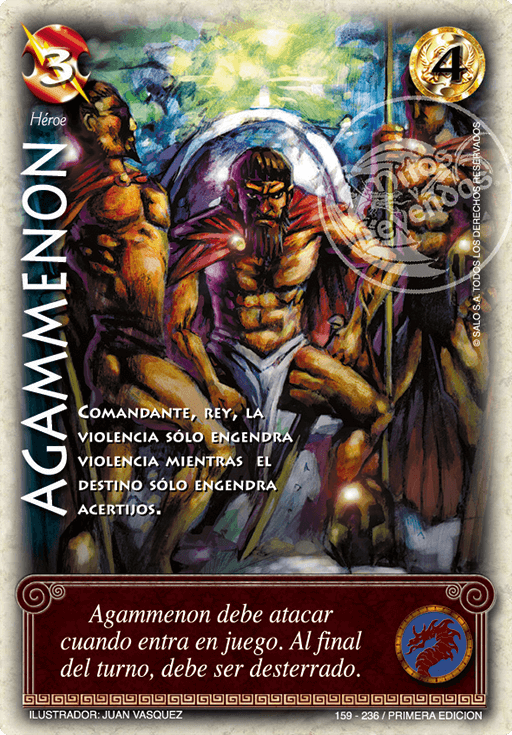 3
4
Héroe
AGAMMENON
Mitos y Leyendas
© SALO S.A. TODOS LOS DERECHOS RESERVADOS
Comandante, rey, la
violencia sólo engendra
violencia mientras el
destino sólo engendra
acertijos.
Agammenon debe atacar
cuando entra en juego. Al final
del turno, debe ser desterrado.
ILUSTRADOR: JUAN VASQUEZ
159 - 236 / PRIMERA EDICION